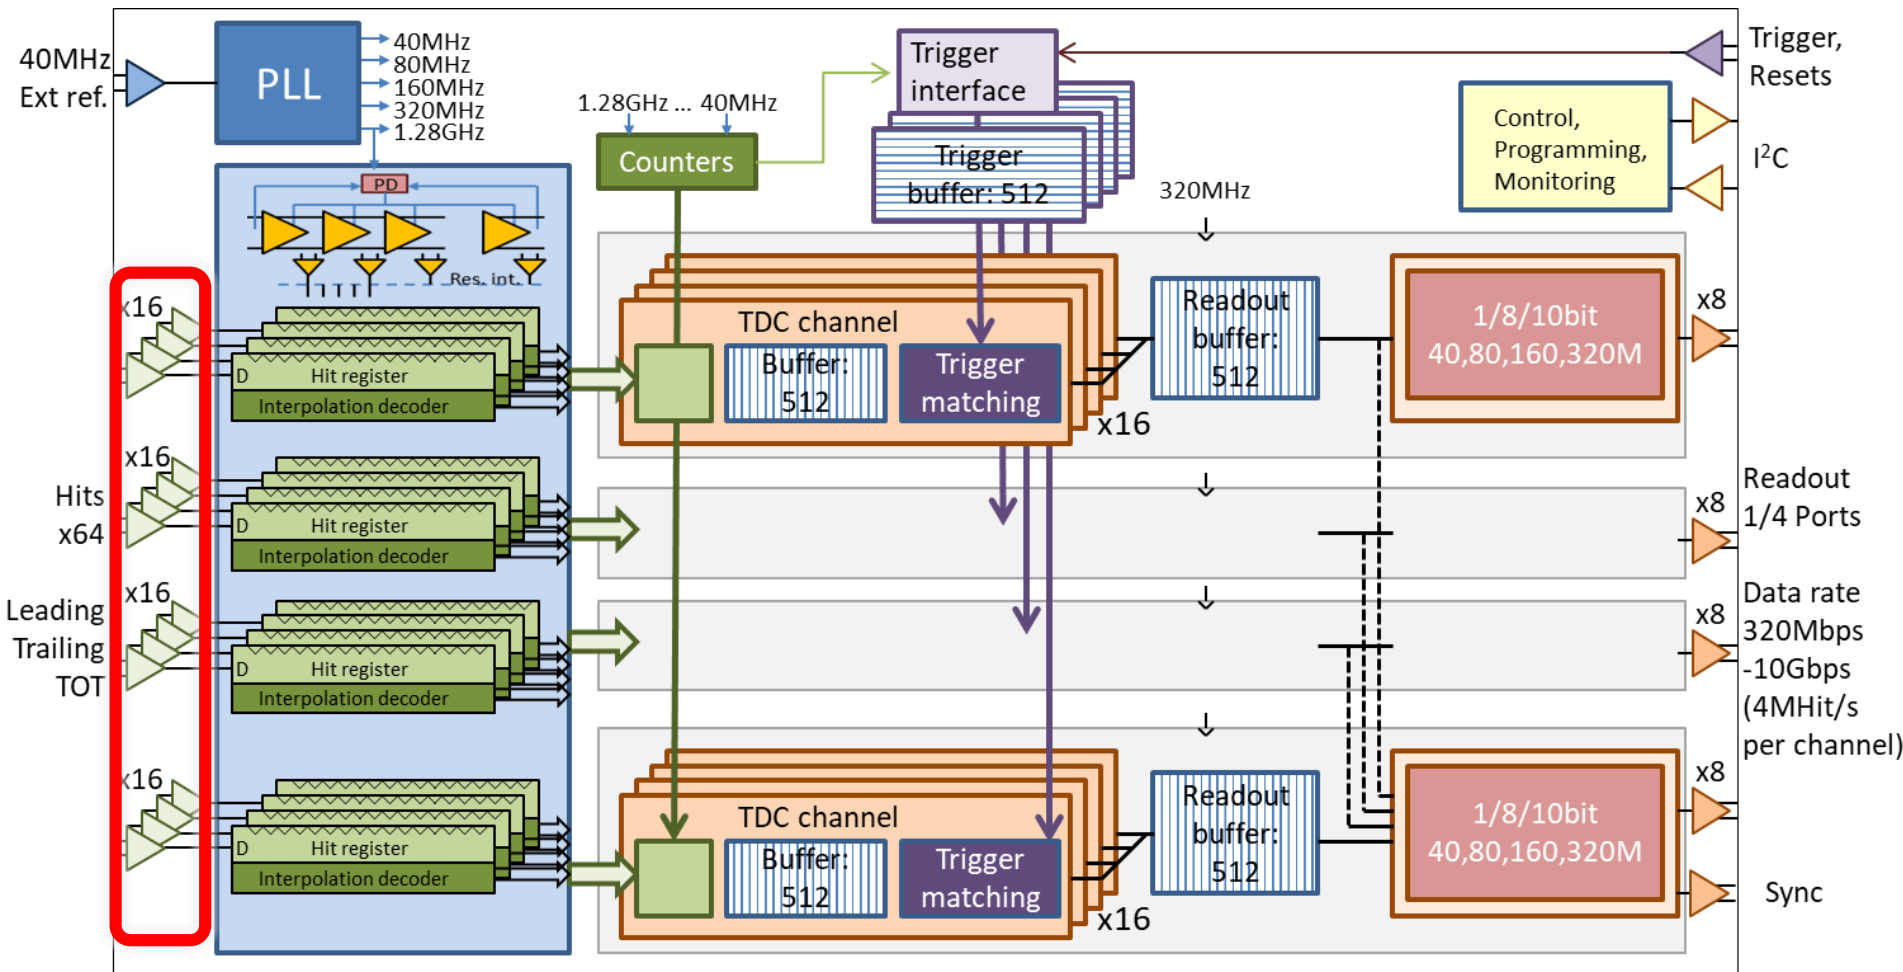 40MHz
Ext ref.
PLL
40MHz
80MHz
160MHz
320MHz
1.28GHz
1.28GHz ... 40MHz
Counters
Trigger
interface
Trigger
buffer: 512
Trigger,
Resets
Control,
Programming,
Monitoring
I²C
320MHz
PD
Res. int.
x16
D
Hit register
Interpolation decoder
TDC channel
Buffer:
512
Trigger
matching
x16
Readout
buffer:
512
1/8/10bit
40,80,160,320M
x8
Hits
x64
x16
D
Hit register
Interpolation decoder
x8
Readout
1/4 Ports
Leading
Trailing
TOT
x16
D
Hit register
Interpolation decoder
x8
Data rate
320Mbps
-10Gbps
(4MHit/s
per channel)
x16
D
Hit register
Interpolation decoder
TDC channel
Buffer:
512
Trigger
matching
x16
Readout
buffer:
512
1/8/10bit
40,80,160,320M
x8
Sync